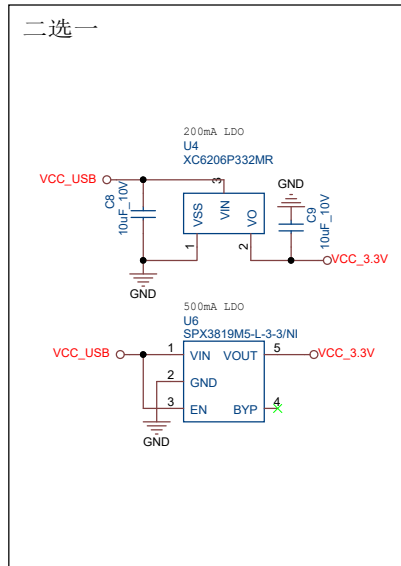 二选一
200mA LDO
U4
XC6206P332MR
VCC_USB
C8
10uF_10V
3
VSS
VIN
VO
1
2
GND
C9
10uF_10V
VCC_3.3V
GND
500mA LDO
U6
SPX3819M5-L-3-3/NI
VCC_USB
1
VIN
VOUT
5
VCC_3.3V
2
GND
3
EN
BYP
4
GND